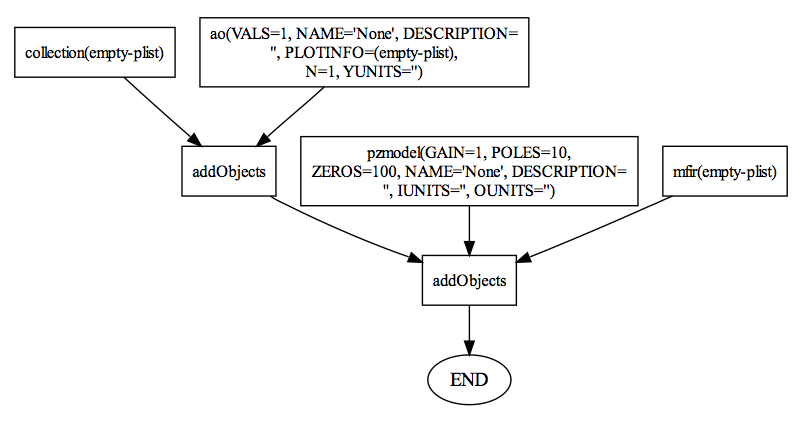 collection(empty-plist)
ao(VALS=1, NAME='None', DESCRIPTION=
'', PLOTINFO=(empty-plist),
N=1, YUNITS='')
addObjects
pzmodel(GAIN=1, POLES=10,
ZEROS=100, NAME='None', DESCRIPTION=
'', IUNITS='', OUNITS='')
mfir(empty-plist)
addObjects
END